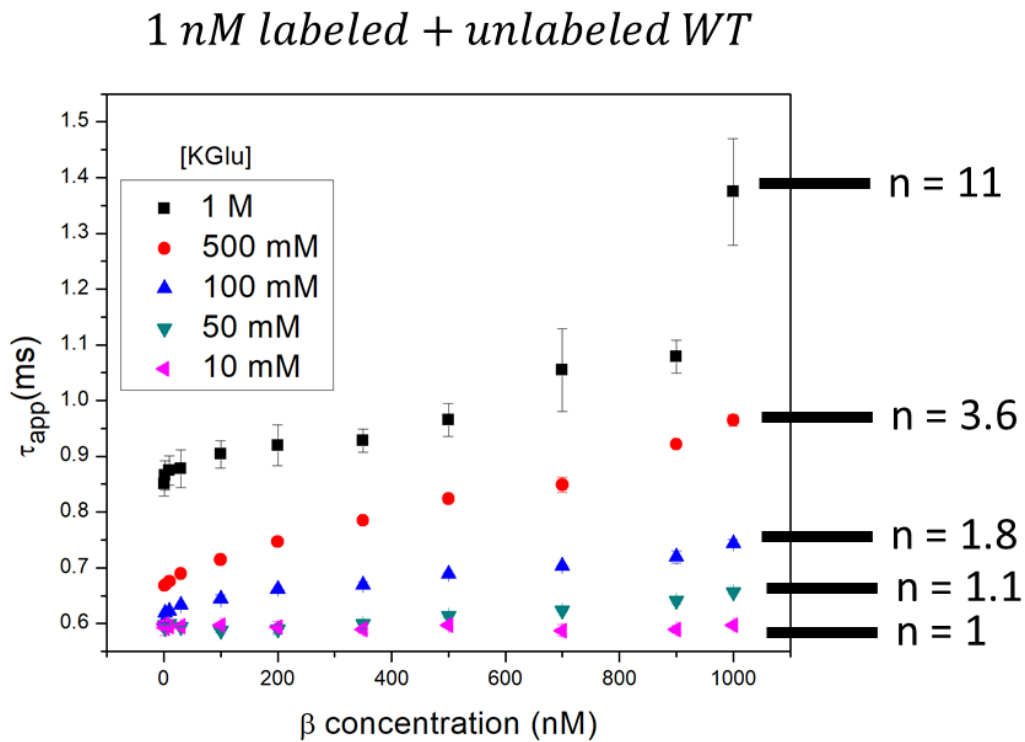 1 nM labeled + unlabeled WT
1.5
1.4
1.3
1.2
1.1
1.0
0.9
0.8
0.7
0.6
τapp(ms)
[KGlu]
1 M
500 mM
100 mM
50 mM
10 mM
n = 11
n = 3.6
n = 1.8
n = 1.1
n = 1
0 200 400 600 800 1000
β concentration (nM)